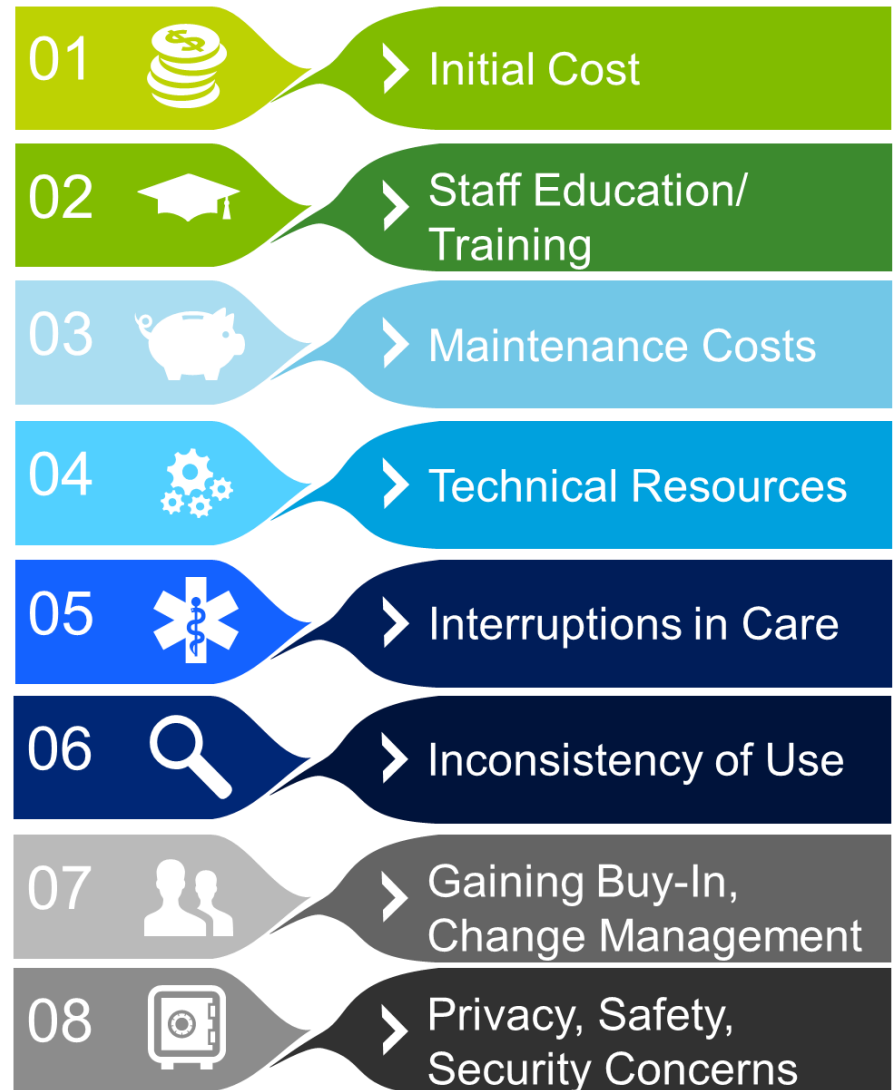 01
Initial Cost
02
Staff Education/
Training
03
Maintenance Costs
04
Technical Resources
05
Interruptions in Care
06
Inconsistency of Use
07
Gaining Buy-In,
Change Management
08
Privacy, Safety,
Security Concerns